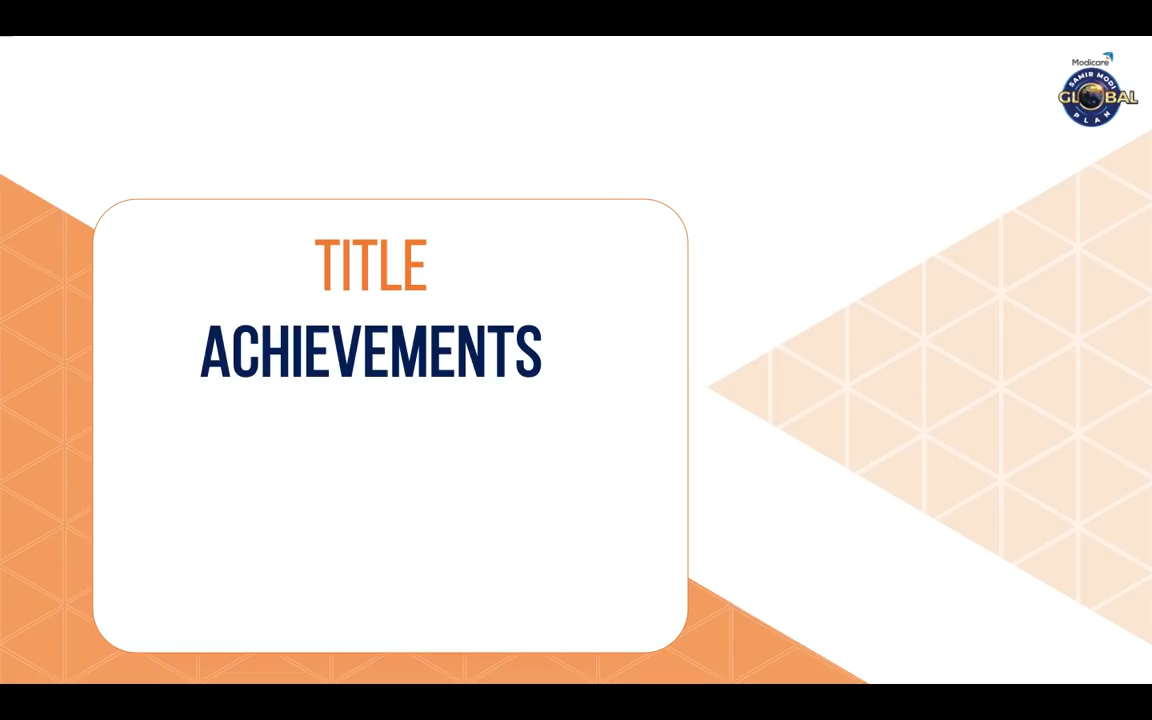 Modicare
SAMIR MODI
GLOBAL
PLAN
TITLE
ACHIEVEMENTS